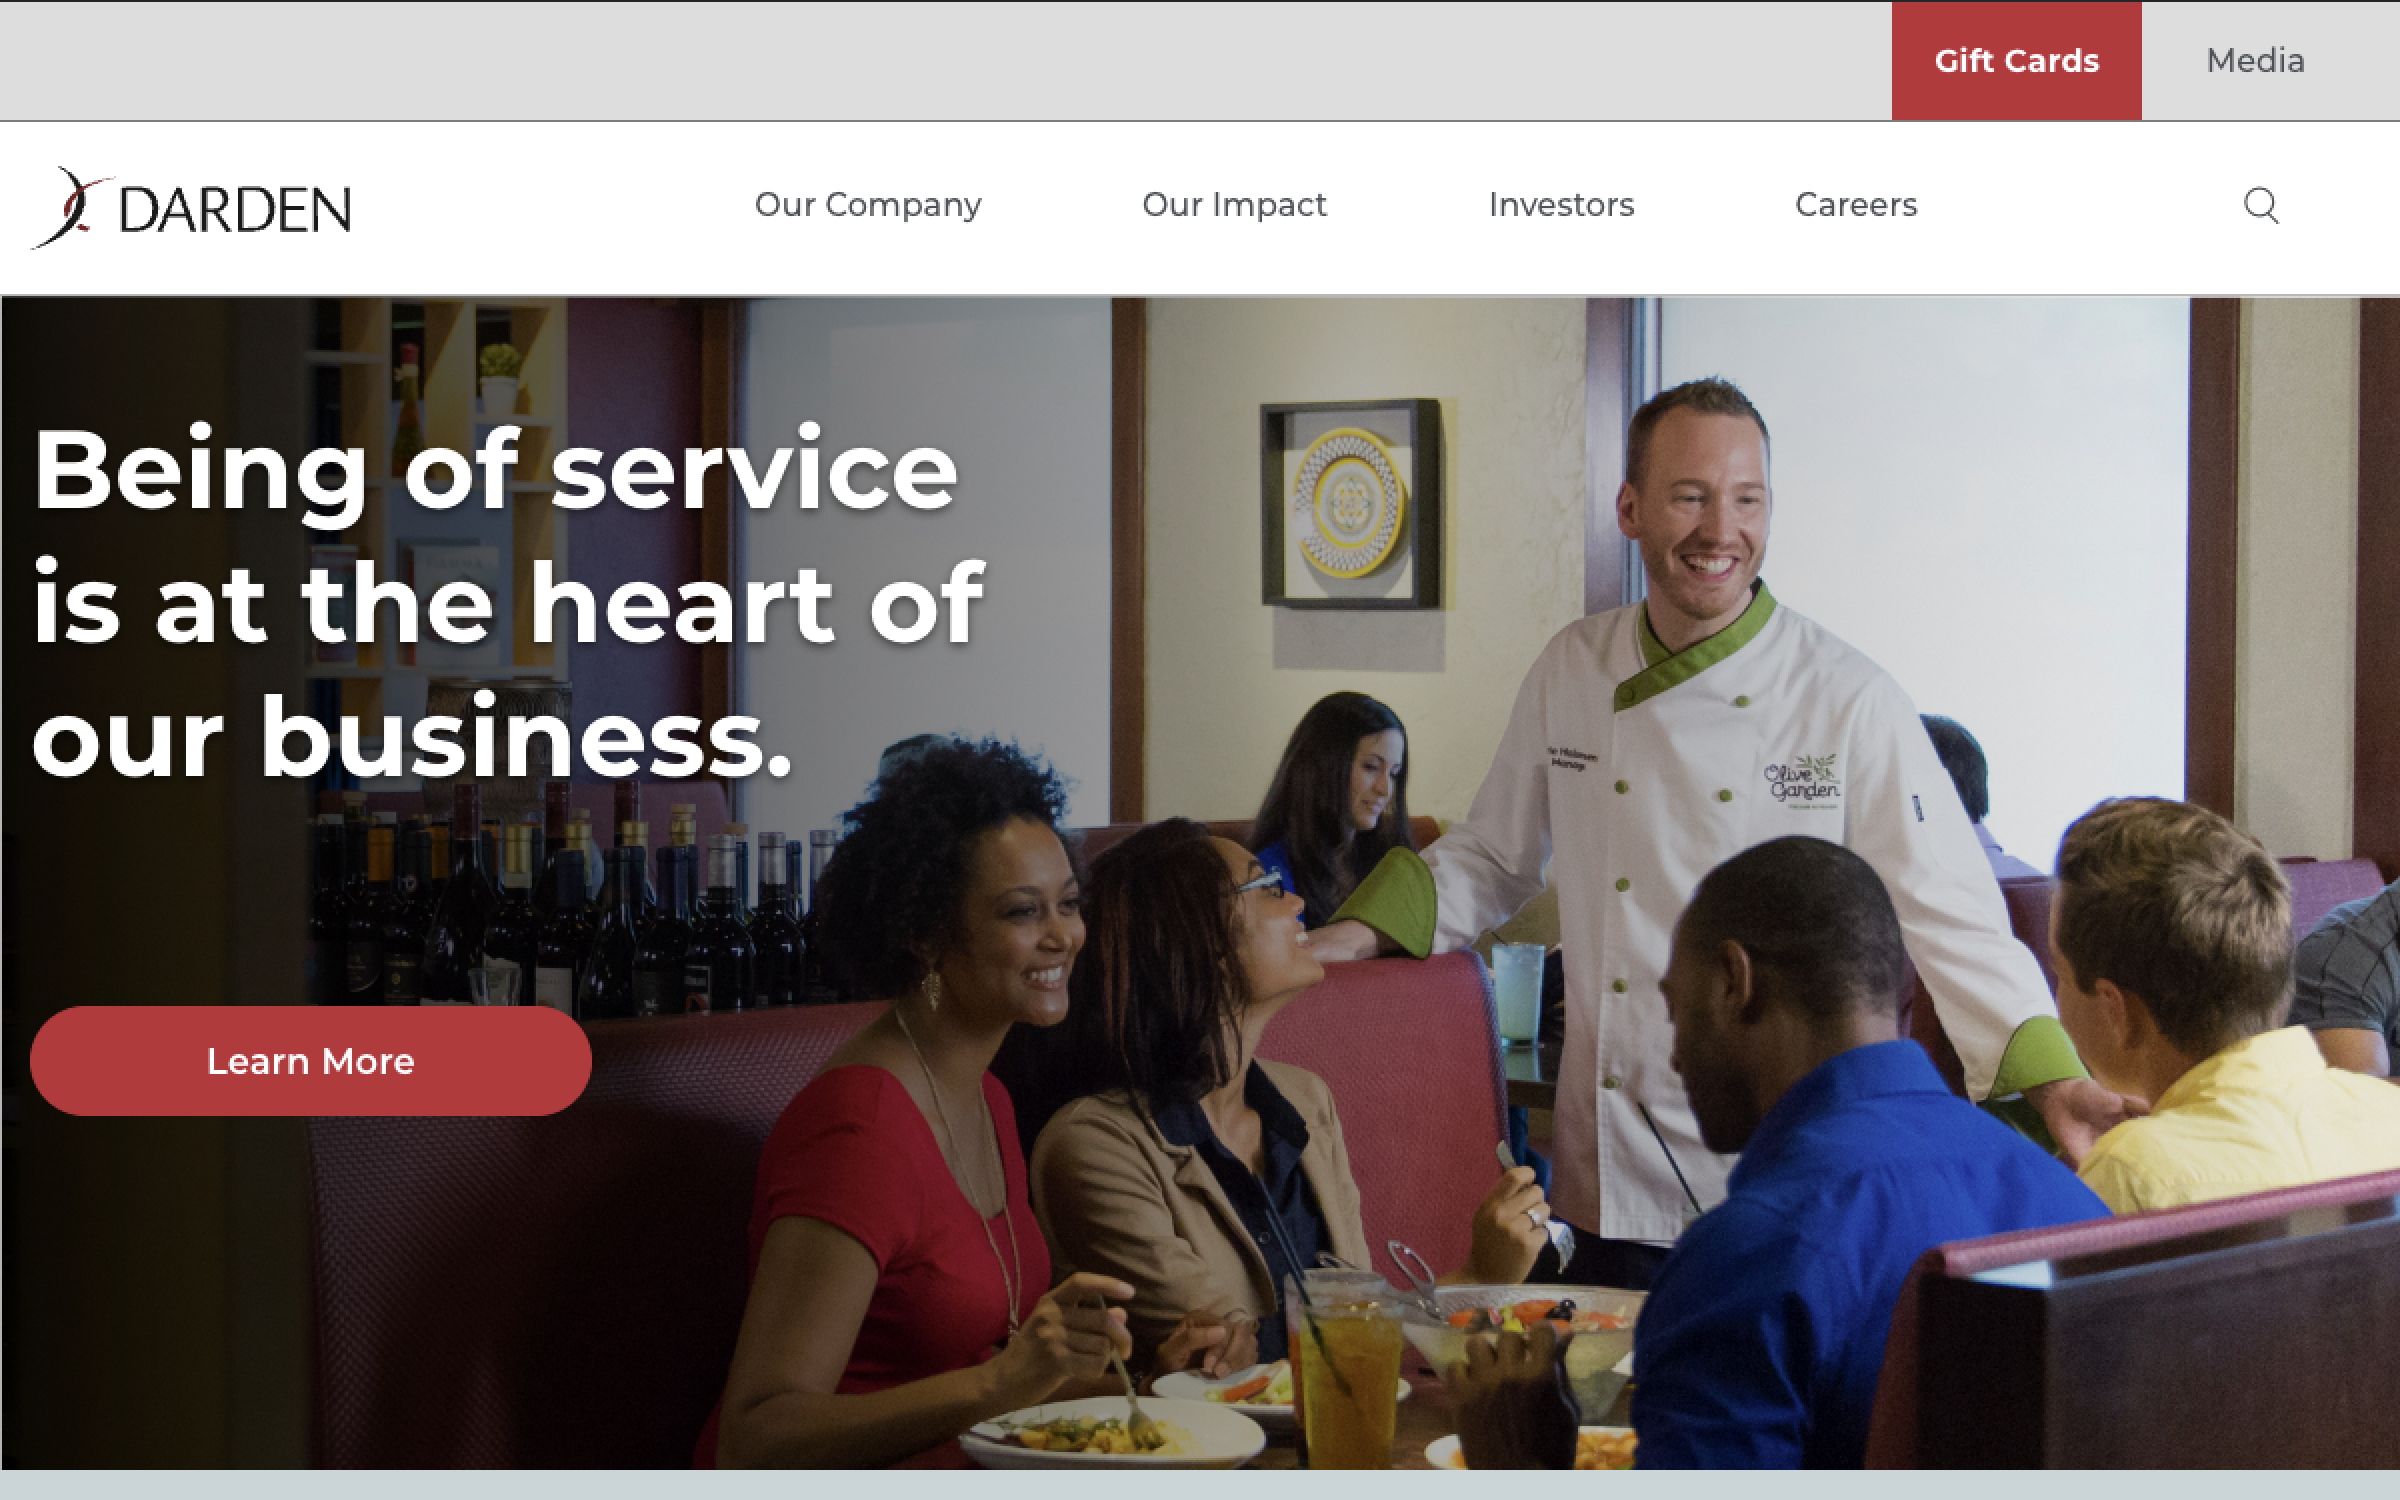 Gift Cards
Media
DARDEN
Our Company
Our Impact
Investors
Careers
Being of service
is at the heart of
our business.
Olive
Garden
Learn More